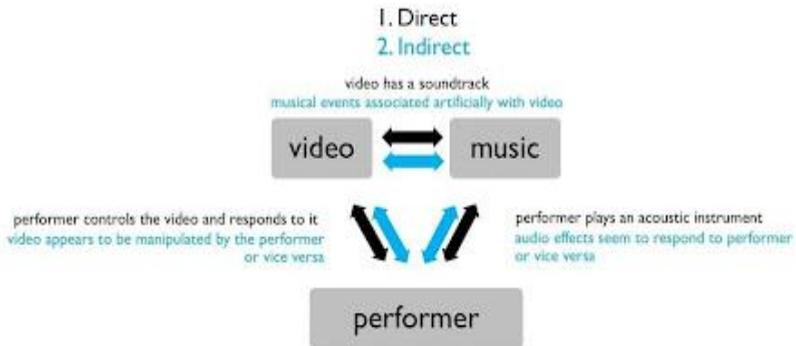 1. Direct
2. Indirect
video has a soundtrack
musical events associated artificially with video
video
music
performer controls the video and responds to it
video appears to be manipulated by the performer
or vice versa
performer plays an acoustic instrument
audio effects seem to respond to performer
or vice versa
performer